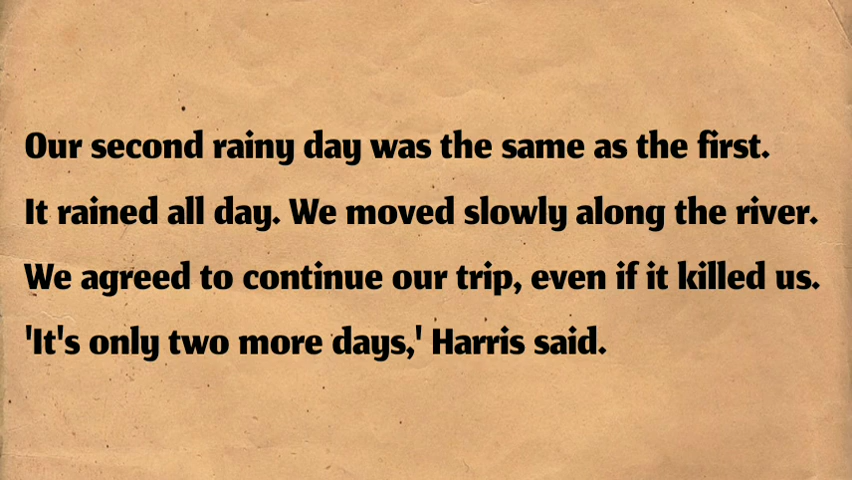 Our second rainy day was the same as the first.
It rained all day. We moved slowly along the river.
We agreed to continue our trip, even if it killed us.
'It's only two more days,' Harris said.